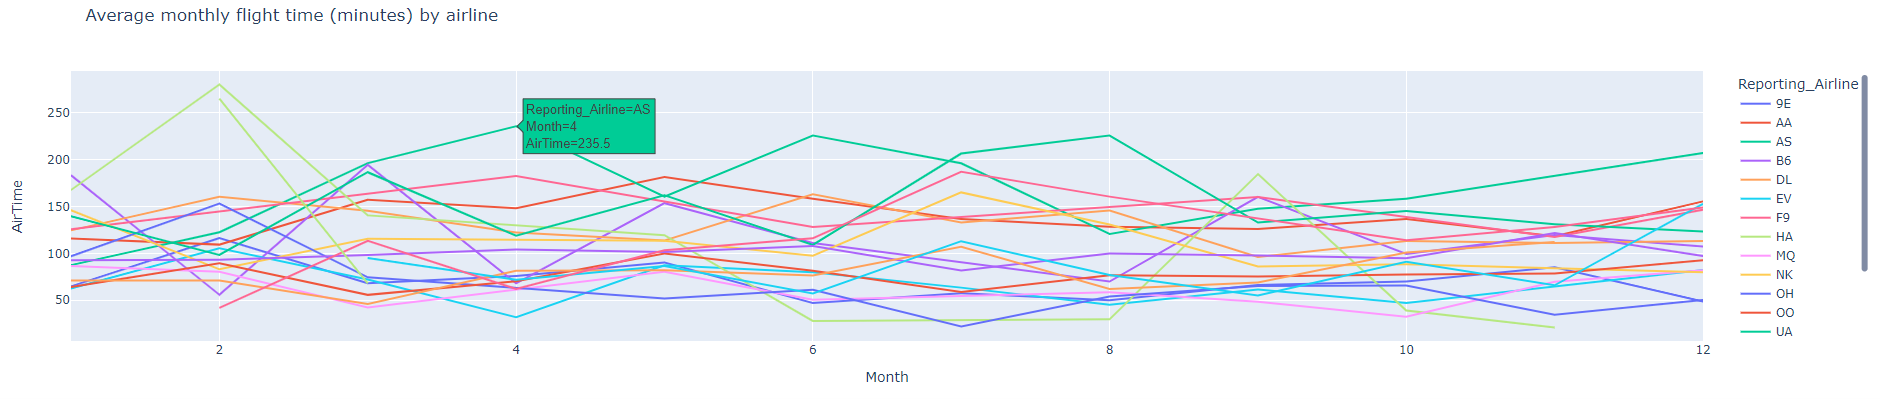 Average monthly flight time (minutes) by airline
Reporting_Airline
250
200
150
100
50
AirTime
Reporting_Airline=AS
Month=4
AirTime=235.5
9E
AA
AS
B6
DL
EV
F9
HA
MQ
NK
OH
OO
UA
2
4
6
8
10
12
Month